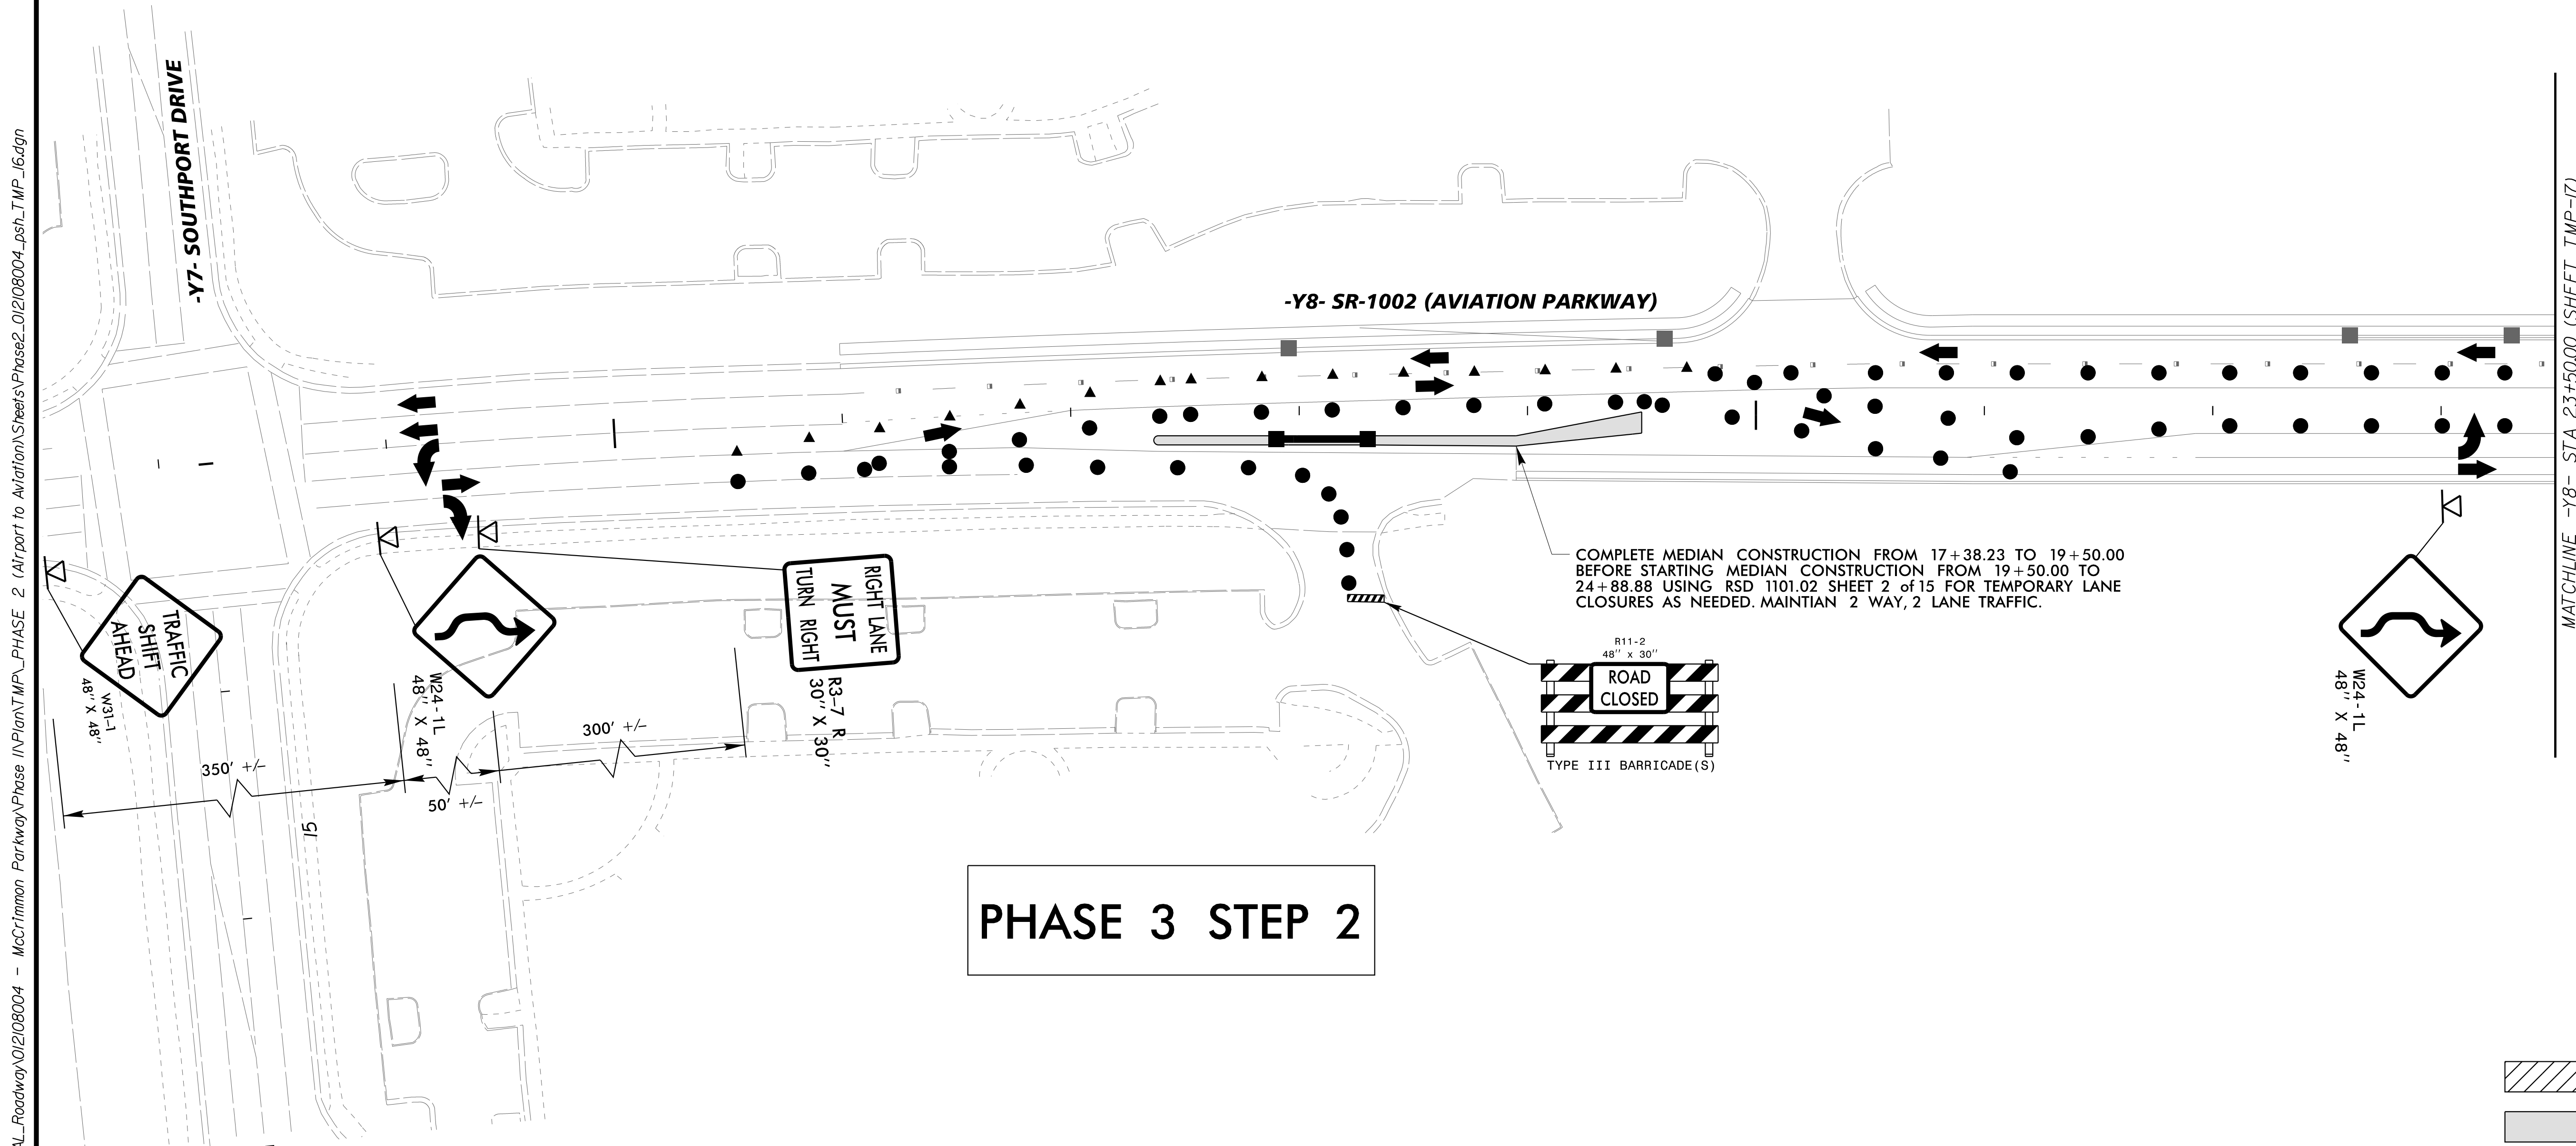 AL_Roadway\012108004 - McCrimmon Parkway\Phase II\Plan\TMP\_PHASE 2 (Airport to Aviation)\Sheets\Phase2_012108004_psh_TMP_16.dgn
-Y7- SOUTHPORT DRIVE
-Y8- SR-1002 (AVIATION PARKWAY)
MATCHLINE -Y8- STA 23+50.00 (SHEET TMP-17)
TRAFFIC
SHIFT
AHEAD
W31-1
48'' X 48''
W24-1L
48'' X 48''
RIGHT LANE
MUST
TURN RIGHT
R3-7 R
30'' X 30''
COMPLETE MEDIAN CONSTRUCTION FROM 17+38.23 TO 19+50.00
BEFORE STARTING MEDIAN CONSTRUCTION FROM 19+50.00 TO
24+88.88 USING RSD 1101.02 SHEET 2 of 15 FOR TEMPORARY LANE
CLOSURES AS NEEDED. MAINTIAN 2 WAY, 2 LANE TRAFFIC.
R11-2
48'' x 30''
ROAD
CLOSED
TYPE III BARRICADE(S)
W24-1L
48'' X 48''
350' +/-
50' +/-
300' +/-
15
PHASE 3 STEP 2